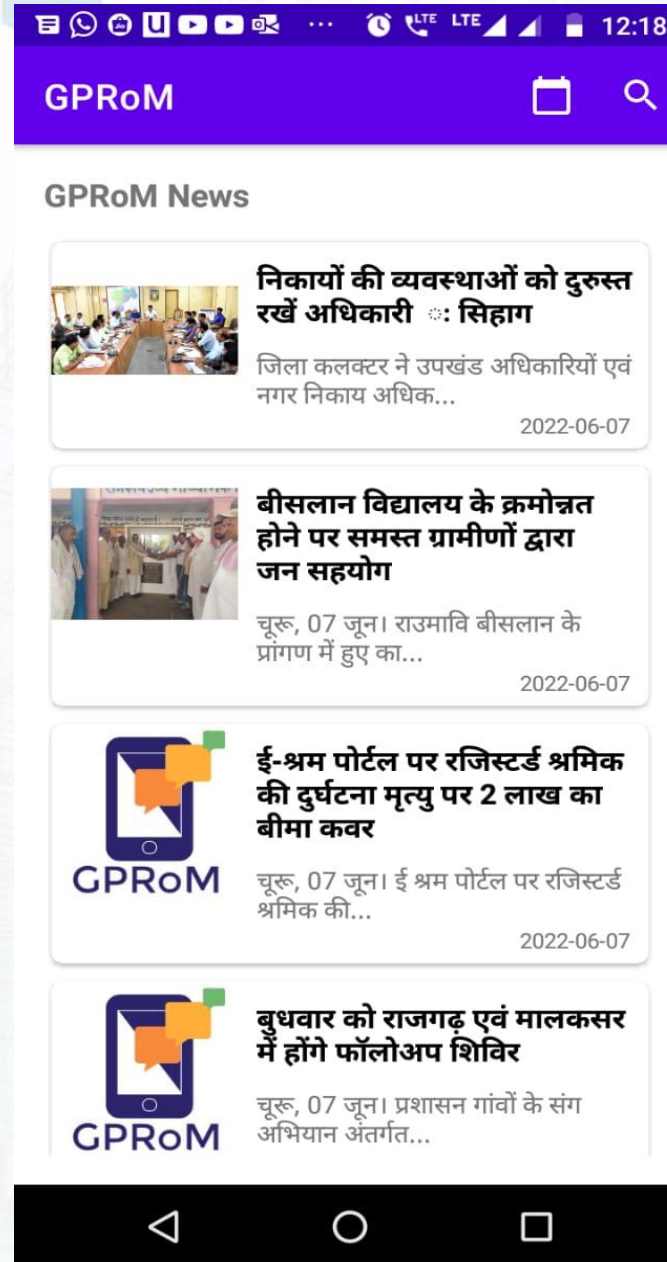 12:18
GPRoM
GPRoM News
निकायों की व्यवस्थाओं को दुरुस्त
रखें अधिकारी ः: सिहाग
जिला कलक्टर ने उपखंड अधिकारियों एवं
नगर निकाय अधिक...
2022-06-07
बीसलान विद्यालय के क्रमोन्नत
होने पर समस्त ग्रामीणों द्वारा
जन सहयोग
चूरू, 07 जून। राउमावि बीसलान के
प्रांगण में हुए का...
2022-06-07
ई-श्रम पोर्टल पर रजिस्टर्ड श्रमिक
की दुर्घटना मृत्यु पर 2 लाख का
बीमा कवर
GPRoM
चूरू, 07 जून। ई श्रम पोर्टल पर रजिस्टर्ड
श्रमिक की...
2022-06-07
बुधवार को राजगढ़ एवं मालकसर
में होंगे फॉलोअप शिविर
GPRoM
चूरू, 07 जून। प्रशासन गांवों के संग
अभियान अंतर्गत...